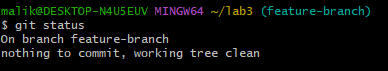 malik@DESKTOP-N4U5EUV MINGW64 ~/lab3 (feature-branch)
$ git status
On branch feature-branch
nothing to commit, working tree clean